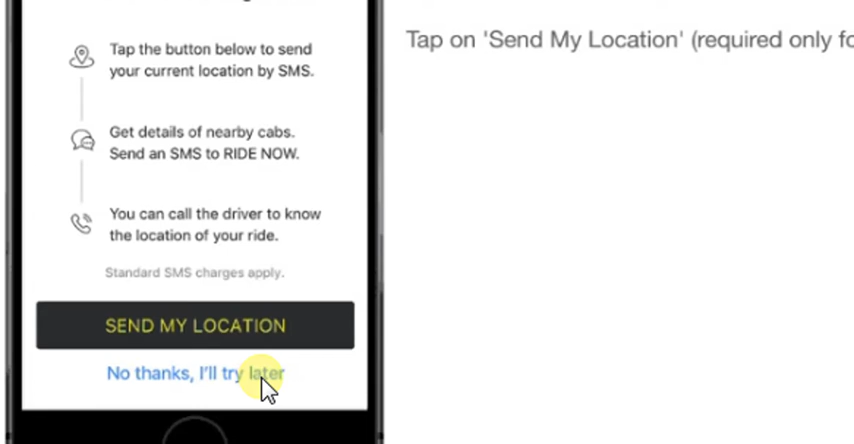 Tap the button below to send
your current location by SMS.
Get details of nearby cabs.
Send an SMS to RIDE NOW.
You can call the driver to know
the location of your ride.
Standard SMS charges apply.
SEND MY LOCATION
No thanks, I'll try later
Tap on 'Send My Location' (required only